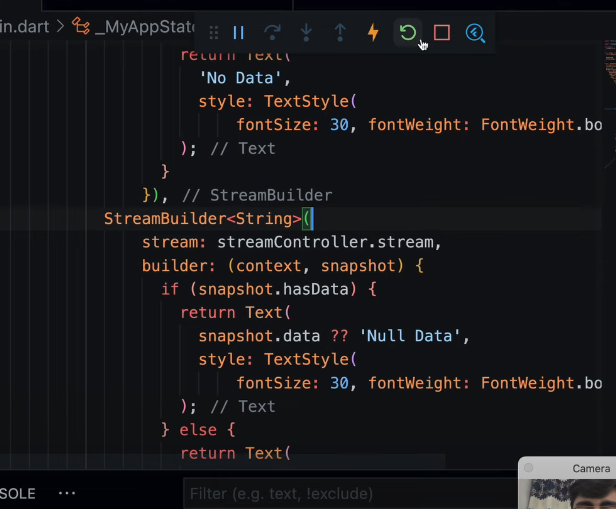 in.dart > _MyAppState
return Text(
'No Data',
style: TextStyle(
fontSize: 30, fontWeight: FontWeight.bo
); // Text
}
}), // StreamBuilder
StreamBuilder<String>(
stream: streamController.stream,
builder: (context, snapshot) {
if (snapshot.hasData) {
return Text(
snapshot.data ?? 'Null Data',
style: TextStyle(
fontSize: 30, fontWeight: FontWeight.bo
); // Text
} else {
return Text(
SOLE ···
Filter (e.g. text, !exclude)
Camera